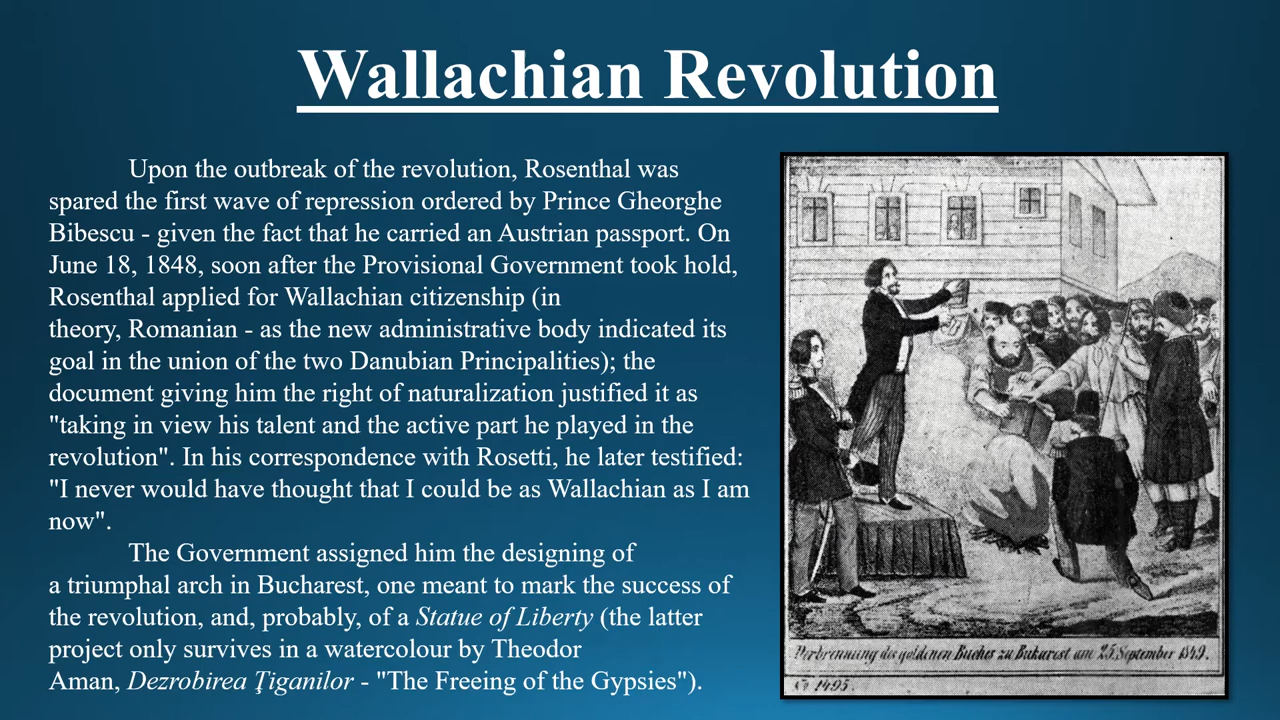 Wallachian Revolution
Upon the outbreak of the revolution, Rosenthal was
spared the first wave of repression ordered by Prince Gheorghe
Bibescu - given the fact that he carried an Austrian passport. On
June 18, 1848, soon after the Provisional Government took hold,
Rosenthal applied for Wallachian citizenship (in
theory, Romanian - as the new administrative body indicated its
goal in the union of the two Danubian Principalities); the
document giving him the right of naturalization justified it as
"taking in view his talent and the active part he played in the
revolution". In his correspondence with Rosetti, he later testified:
"I never would have thought that I could be as Wallachian as I am
now".
The Government assigned him the designing of
a triumphal arch in Bucharest, one meant to mark the success of
the revolution, and, probably, of a Statue of Liberty (the latter
project only survives in a watercolour by Theodor
Aman, Dezrobirea Ţiganilor - "The Freeing of the Gypsies").
Verbrennung des goldenen Buches zu Bukarest am 25 September 1849.
1495.